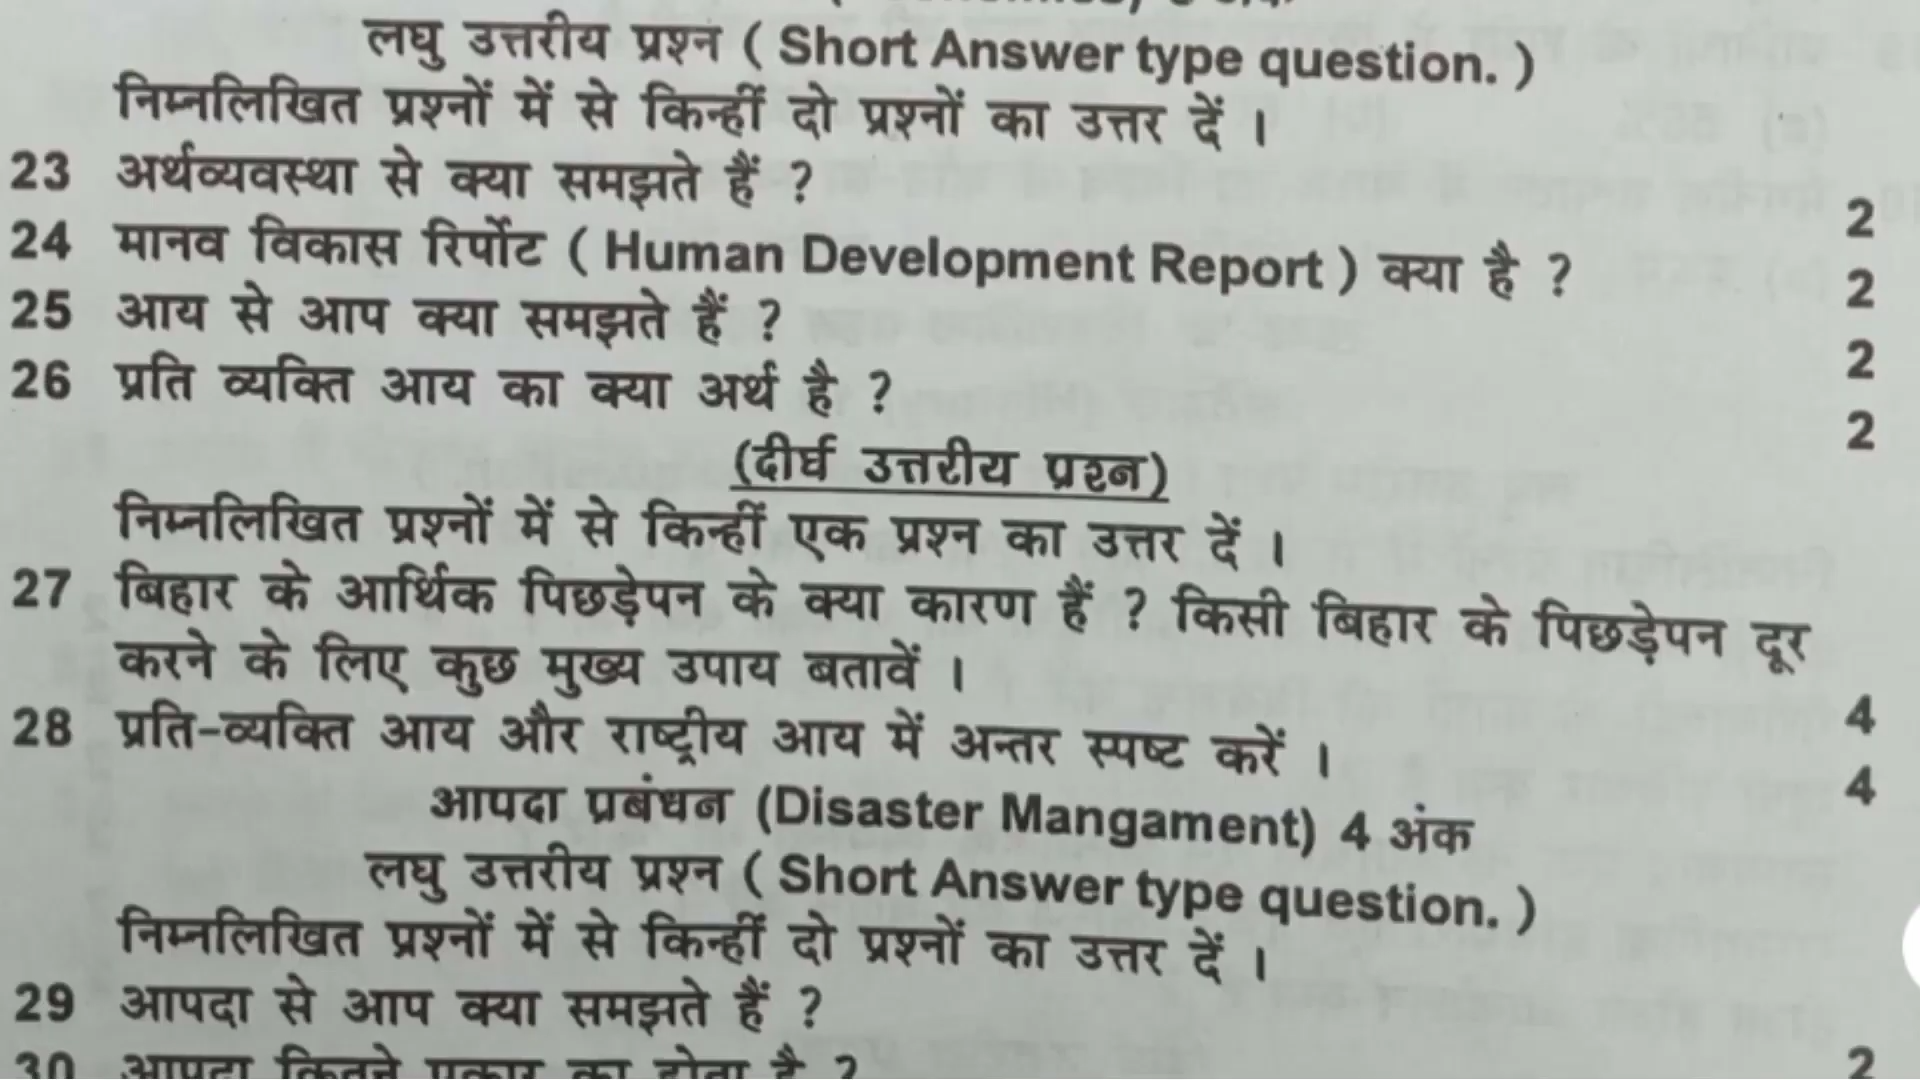 लघु उत्तरीय प्रश्न ( Short Answer type question. )
निम्नलिखित प्रश्नों में से किन्हीं दो प्रश्नों का उत्तर दें ।
23 अर्थव्यवस्था से क्या समझते हैं ? 2
24 मानव विकास रिर्पोट ( Human Development Report ) क्या है ? 2
25 आय से आप क्या समझते हैं ? 2
26 प्रति व्यक्ति आय का क्या अर्थ है ? 2
(दीर्घ उत्तरीय प्रश्न)
निम्नलिखित प्रश्नों में से किन्हीं एक प्रश्न का उत्तर दें ।
27 बिहार के आर्थिक पिछड़ेपन के क्या कारण हैं ? किसी बिहार के पिछड़ेपन दूर
करने के लिए कुछ मुख्य उपाय बतावें । 4
28 प्रति-व्यक्ति आय और राष्ट्रीय आय में अन्तर स्पष्ट करें । 4
आपदा प्रबंधन (Disaster Mangament) 4 अंक
लघु उत्तरीय प्रश्न ( Short Answer type question. )
निम्नलिखित प्रश्नों में से किन्हीं दो प्रश्नों का उत्तर दें ।
29 आपदा से आप क्या समझते हैं ? 2
30 आपदा कितने प्रकार का होता है ?